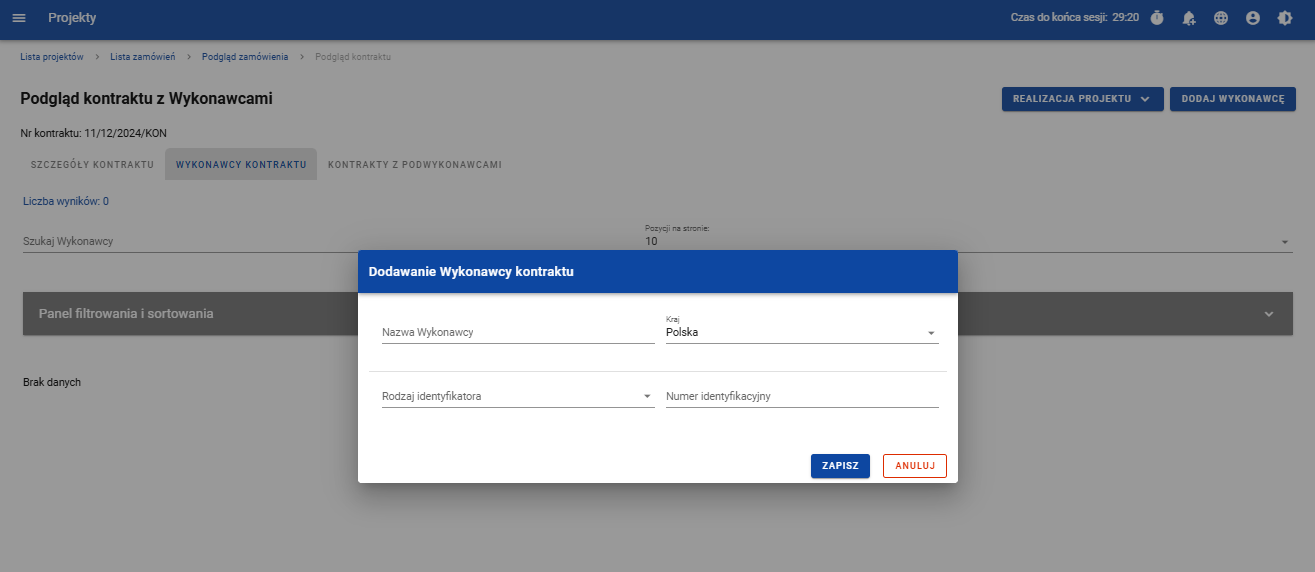 Projekty
Czas do końca sesji: 29:20
Lista projektów > Lista zamówień > Podgląd zamówienia > Podgląd kontraktu
Podgląd kontraktu z Wykonawcami
REALIZACJA PROJEKTU
DODAJ WYKONAWCĘ
Nr kontraktu: 11/12/2024/KON
SZCZEGÓŁY KONTRAKTU
WYKONAWCY KONTRAKTU
KONTRAKTY Z PODWYKONAWCAMI
Liczba wyników: 0
Szukaj Wykonawcy
Pozycji na stronie:
10
Dodawanie Wykonawcy kontraktu
Panel filtrowania i sortowania
Nazwa Wykonawcy
Kraj
Polska
Brak danych
Rodzaj identyfikatora
Numer identyfikacyjny
ZAPISZ
ANULUJ